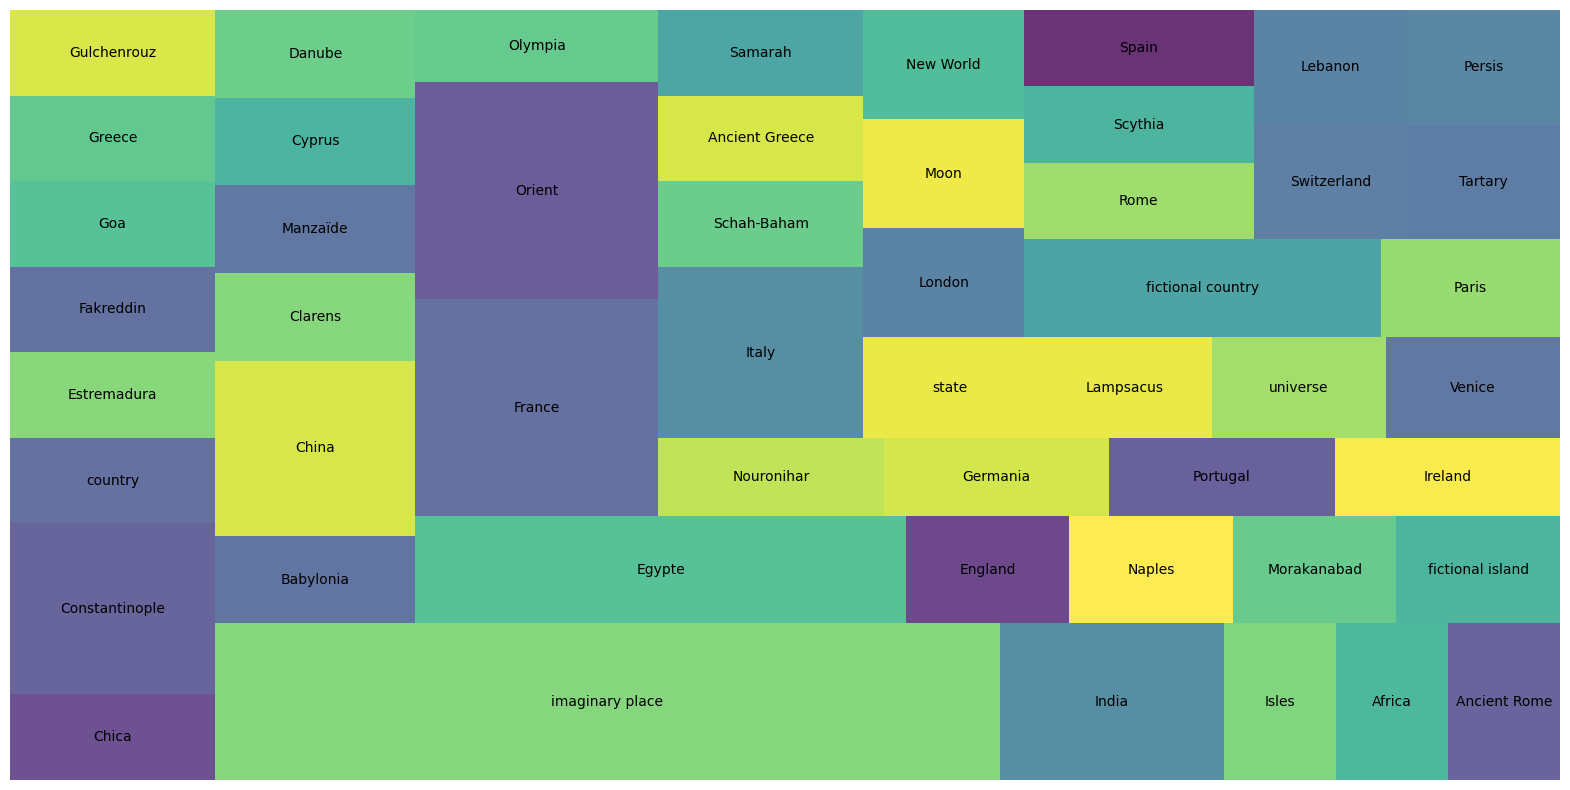 Gulchenrouz
Greece
Goa
Fakreddin
Estremadura
country
Constantinople
Chica
Danube
Cyprus
Manzaïde
Clarens
China
Babylonia
imaginary place
Olympia
Orient
France
Egypte
Samarah
Ancient Greece
Schah-Baham
Italy
Nouronihar
New World
Moon
London
state
Lampsacus
Germania
England
Spain
Scythia
Rome
fictional country
Lebanon
Persis
Switzerland
Tartary
Paris
universe
Venice
Portugal
Ireland
Naples
Morakanabad
fictional island
India
Isles
Africa
Ancient Rome